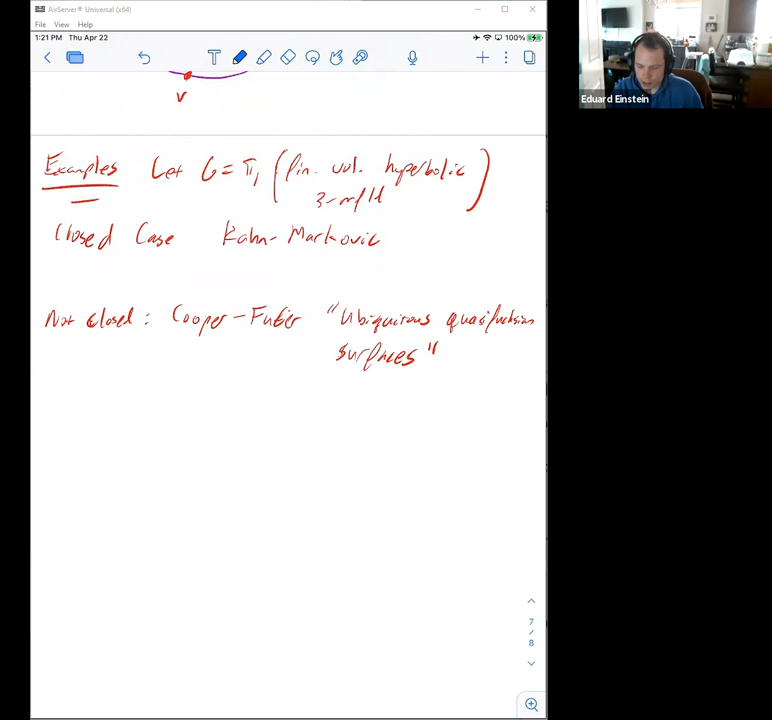 AirServer® Universal (x64)
File Edit View Help
1:21 PM Thu Apr 22
100%
T
Eduard Einstein
v
Examples Let G = π₁ ( fin. vol. hyperbolic
3-mfld )
Closed Case Kahn-Markovic
Not closed : Cooper-Futer "Ubiquitous quasifuchsian
surfaces"
7
/
8